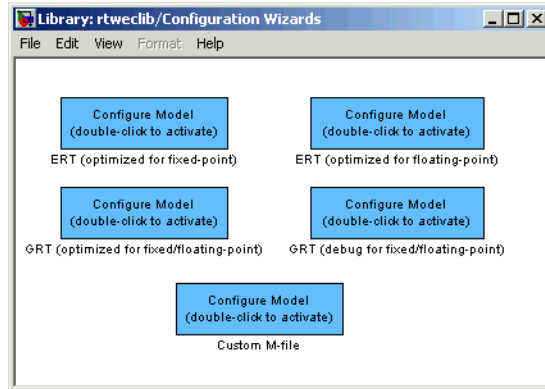 Library: rtweclib/Configuration Wizards
File Edit View Format Help
Configure Model
(double-click to activate)
ERT (optimized for fixed-point)
Configure Model
(double-click to activate)
ERT (optimized for floating-point)
Configure Model
(double-click to activate)
GRT (optimized for fixed/floating-point)
Configure Model
(double-click to activate)
GRT (debug for fixed/floating-point)
Configure Model
(double-click to activate)
Custom M-file